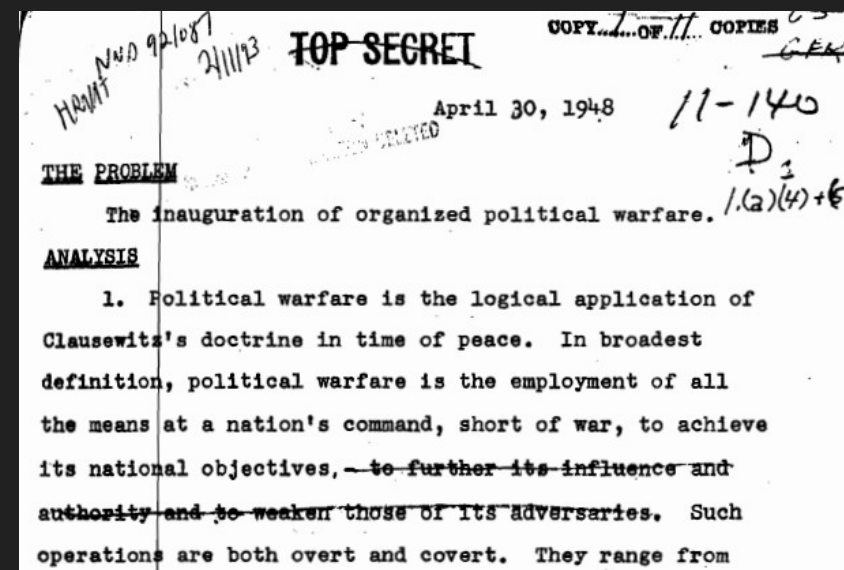 NND 921087
2/11/93
TOP SECRET
COPY 1 OF 11 COPIES
April 30, 1948
11-140
D
DELETED
THE PROBLEM
1.(a)(4)+
The inauguration of organized political warfare.
ANALYSIS
1. Political warfare is the logical application of
Clausewitz's doctrine in time of peace. In broadest
definition, political warfare is the employment of all
the means at a nation's command, short of war, to achieve
its national objectives, to further its influence and
authority and to weaken those of its adversaries. Such
operations are both overt and covert. They range from